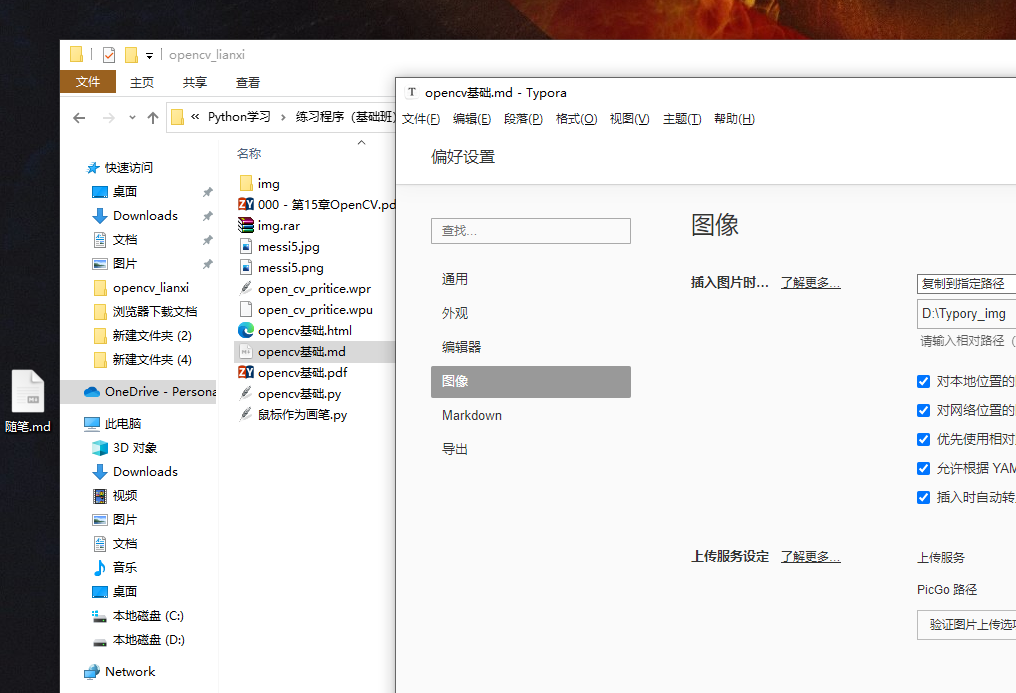 opencv_lianxi
文件 主页 共享 查看
« Python学习 › 练习程序（基础班）
快速访问
桌面
Downloads
文档
图片
opencv_lianxi
浏览器下载文档
新建文件夹 (2)
新建文件夹 (4)
OneDrive - Persona
此电脑
3D 对象
Downloads
视频
图片
文档
音乐
桌面
本地磁盘 (C:)
本地磁盘 (D:)
Network
随笔.md
名称
img
000 - 第15章OpenCV.pd
img.rar
messi5.jpg
messi5.png
open_cv_pritice.wpr
open_cv_pritice.wpu
opencv基础.html
opencv基础.md
opencv基础.pdf
opencv基础.py
鼠标作为画笔.py
T opencv基础.md - Typora
文件(F) 编辑(E) 段落(P) 格式(O) 视图(V) 主题(T) 帮助(H)
偏好设置
查找...
通用
外观
编辑器
图像
Markdown
导出
图像
插入图片时... 了解更多...
复制到指定路径
D:\Typory_img
请输入相对路径（
对本地位置的
对网络位置的
优先使用相对
允许根据 YAM
插入时自动转
上传服务设定 了解更多...
上传服务
PicGo 路径
验证图片上传选项